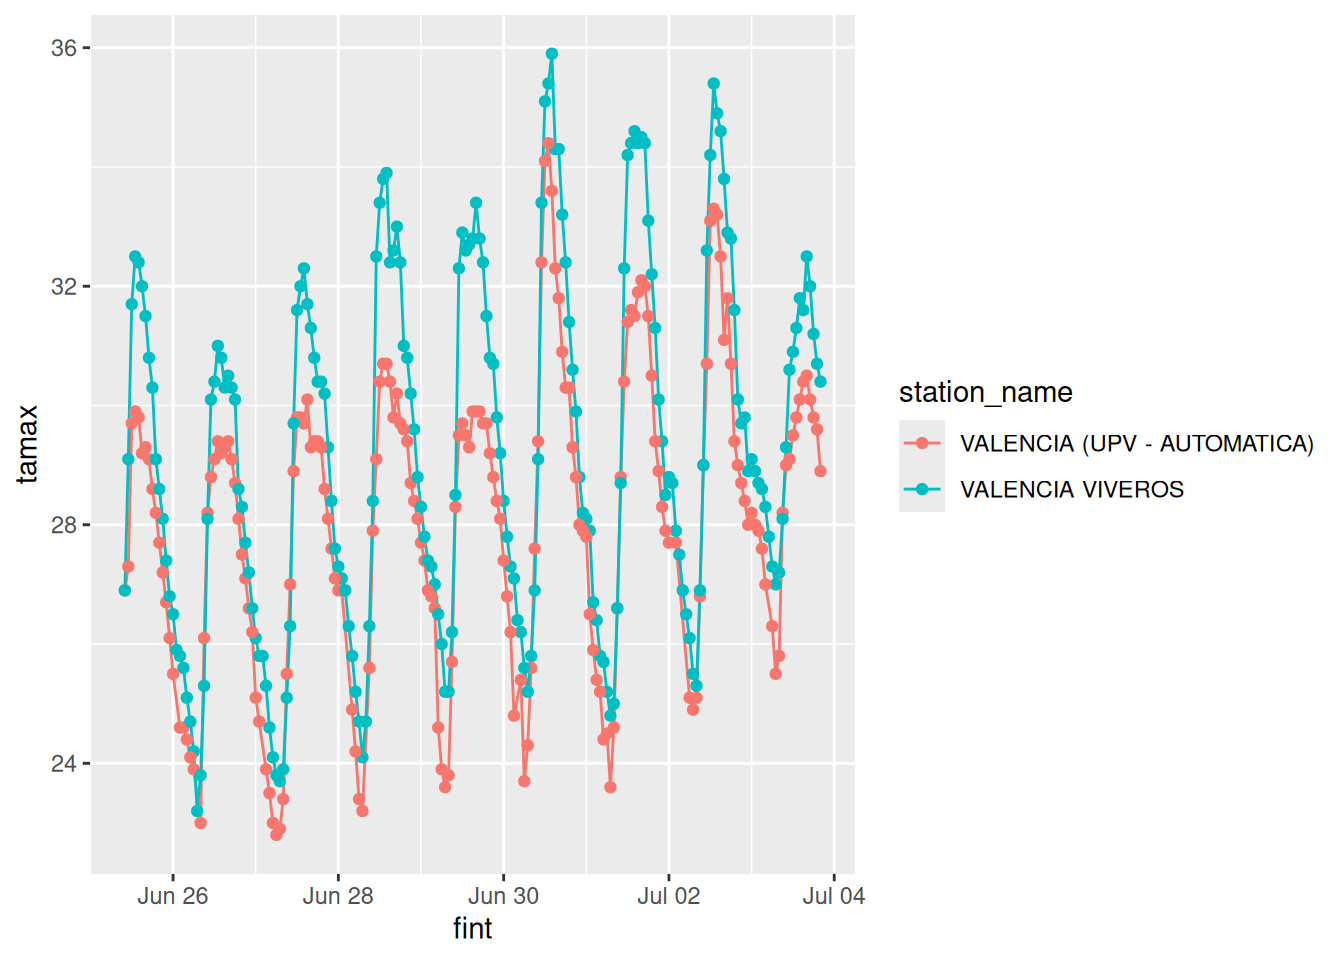 36
32
28
24
tamax
Jun 26
Jun 28
Jun 30
Jul 02
Jul 04
fint
station_name
VALENCIA (UPV - AUTOMATICA)
VALENCIA VIVEROS